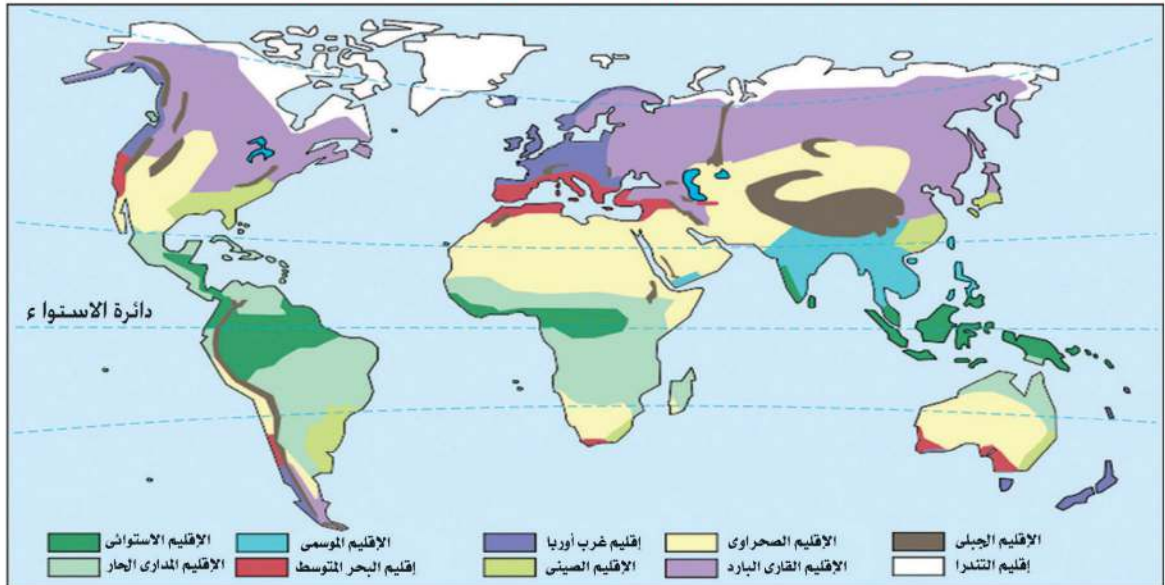 دائرة الاستواء
الإقليم الجبلى
الإقليم الصحراوى
إقليم غرب أوربا
الإقليم الموسمى
الإقليم الاستوائى
إقليم التندرا
الإقليم القارى البارد
الإقليم الصينى
إقليم البحر المتوسط
الإقليم المدارى الحار